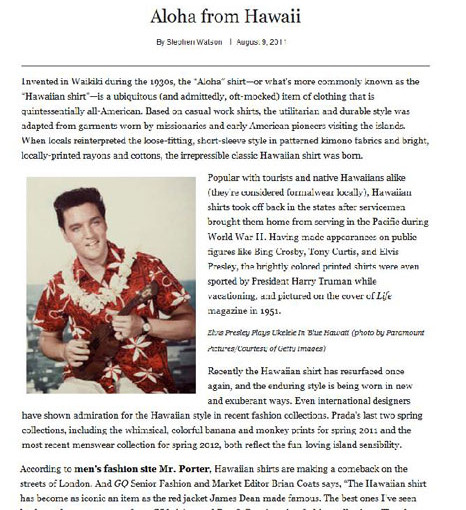 Aloha from Hawaii
By Stephen Watson | August 9, 2011
Invented in Waikiki during the 1930s, the “Aloha” shirt—or what's more commonly known as the
“Hawaiian shirt”—is a ubiquitous (and admittedly, oft-mocked) item of clothing that is
quintessentially all-American. Based on casual work shirts, the utilitarian and durable style was
adapted from garments worn by missionaries and early American pioneers visiting the islands.
When locals reinterpreted the loose-fitting, short-sleeve style in patterned kimono fabrics and bright,
locally-printed rayons and cottons, the irrepressible classic Hawaiian shirt was born.
Popular with tourists and native Hawaiians alike
(they're considered formalwear locally), Hawaiian
shirts took off back in the states after servicemen
brought them home from serving in the Pacific during
World War II. Having made appearances on public
figures like Bing Crosby, Tony Curtis, and Elvis
Presley, the brightly colored printed shirts were even
sported by President Harry Truman while
vacationing, and pictured on the cover of Life
magazine in 1951.
Elvis Presley Plays Ukelele In 'Blue Hawaii' (photo by Paramount
Pictures/Courtesy of Getty Images)
Recently the Hawaiian shirt has resurfaced once
again, and the enduring style is being worn in new
and exuberant ways. Even international designers
have shown admiration for the Hawaiian style in recent fashion collections. Prada's last two spring
collections, including the whimsical, colorful banana and monkey prints for spring 2011 and the
most recent menswear collection for spring 2012, both reflect the fun-loving island sensibility.
According to men's fashion site Mr. Porter, Hawaiian shirts are making a comeback on the
streets of London. And GQ Senior Fashion and Market Editor Brian Coats says, “The Hawaiian shirt
has become as iconic an item as the red jacket James Dean made famous. The best ones I've seen